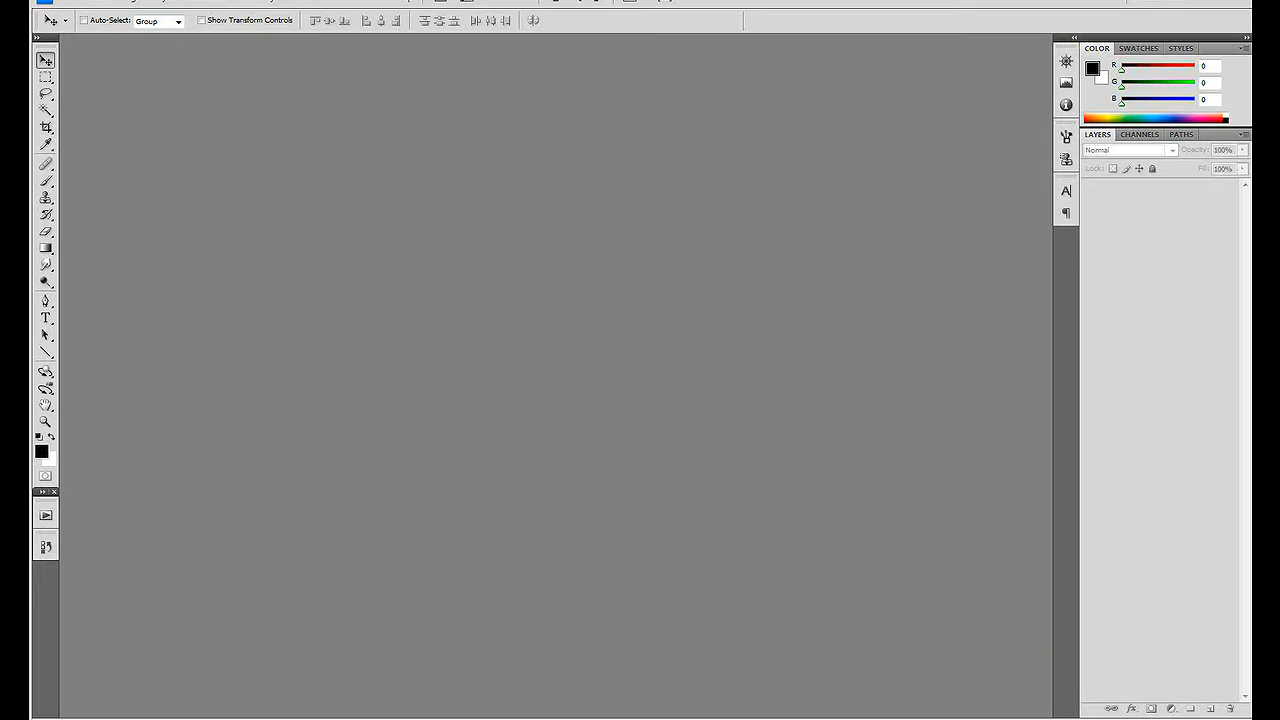 Auto-Select: Group Show Transform Controls
COLOR SWATCHES STYLES
R 0
G 0
B 0
LAYERS CHANNELS PATHS
Normal Opacity: 100%
Lock: Fill: 100%